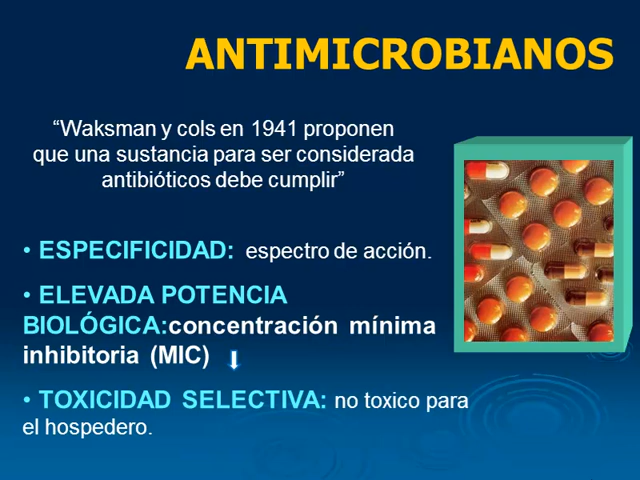 ANTIMICROBIANOS
“Waksman y cols en 1941 proponen
que una sustancia para ser considerada
antibióticos debe cumplir”
• ESPECIFICIDAD: espectro de acción.
• ELEVADA POTENCIA
BIOLÓGICA:concentración mínima
inhibitoria (MIC)
• TOXICIDAD SELECTIVA: no toxico para
el hospedero.